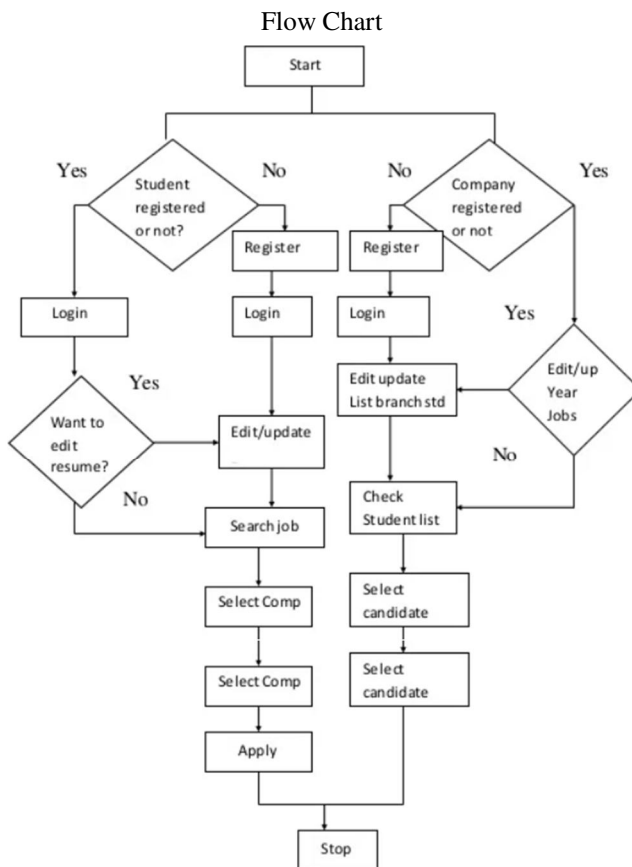 Flow Chart
Start
Yes
Student
registered
or not?
No
No
Company
registered
or not
Yes
Register
Register
Login
Login
Login
Yes
Edit/up
Year
Jobs
Want to
edit
resume?
Yes
Edit/update
Edit update
List branch std
No
No
Search job
Check
Student list
Select Comp
Select
candidate
Select Comp
Select
candidate
Apply
Stop